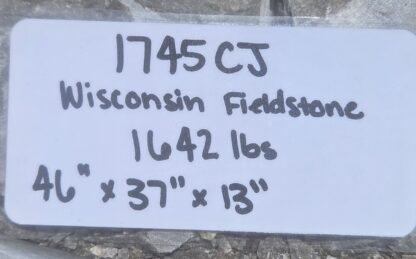 1745CJ
Wisconsin Fieldstone
1642 lbs
46" x 37" x 13"